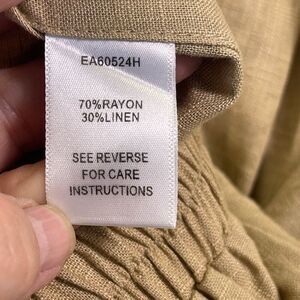 EA60524H
70%RAYON
30%LINEN
SEE REVERSE
FOR CARE
INSTRUCTIONS